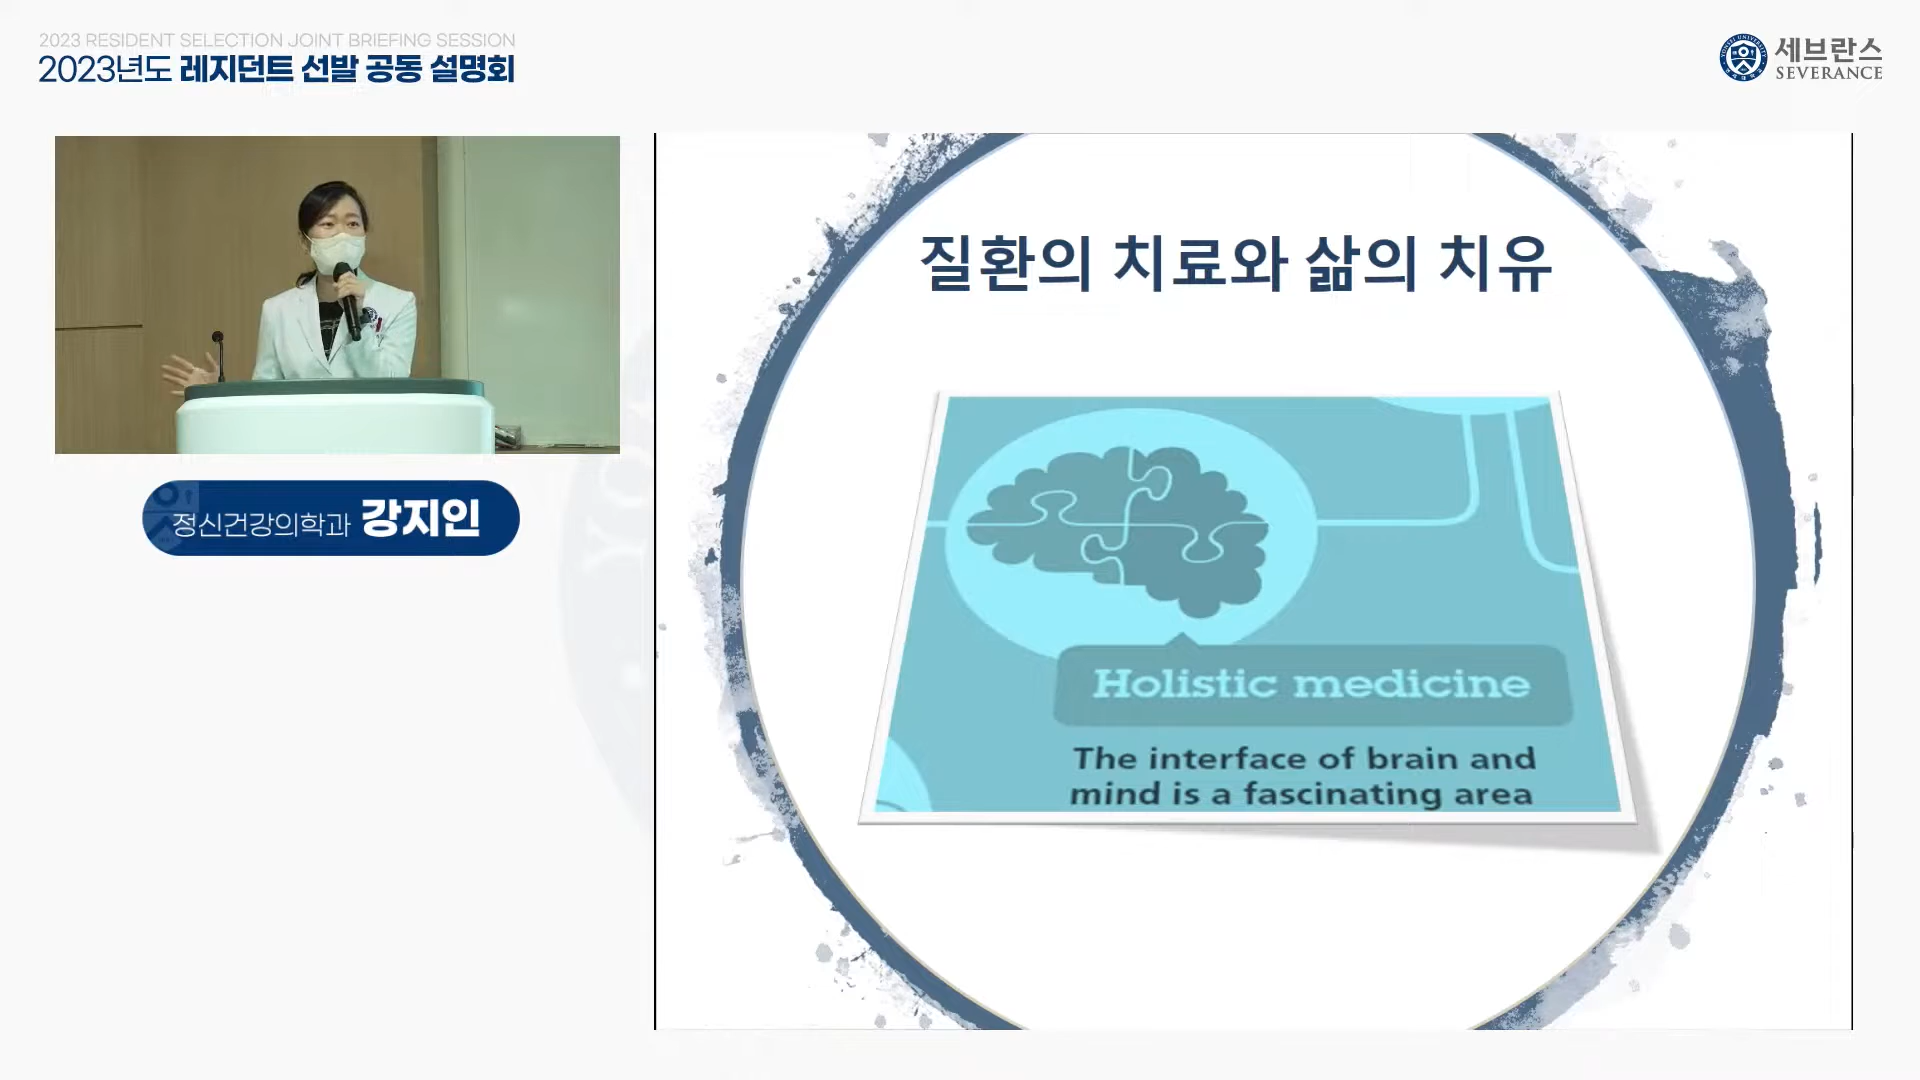 2023 RESIDENT SELECTION JOINT BRIEFING SESSION
2023년도 레지던트 선발 공동 설명회
세브란스
SEVERANCE
정신건강의학과 강지인
질환의 치료와 삶의 치유
Holistic medicine
The interface of brain and
mind is a fascinating area